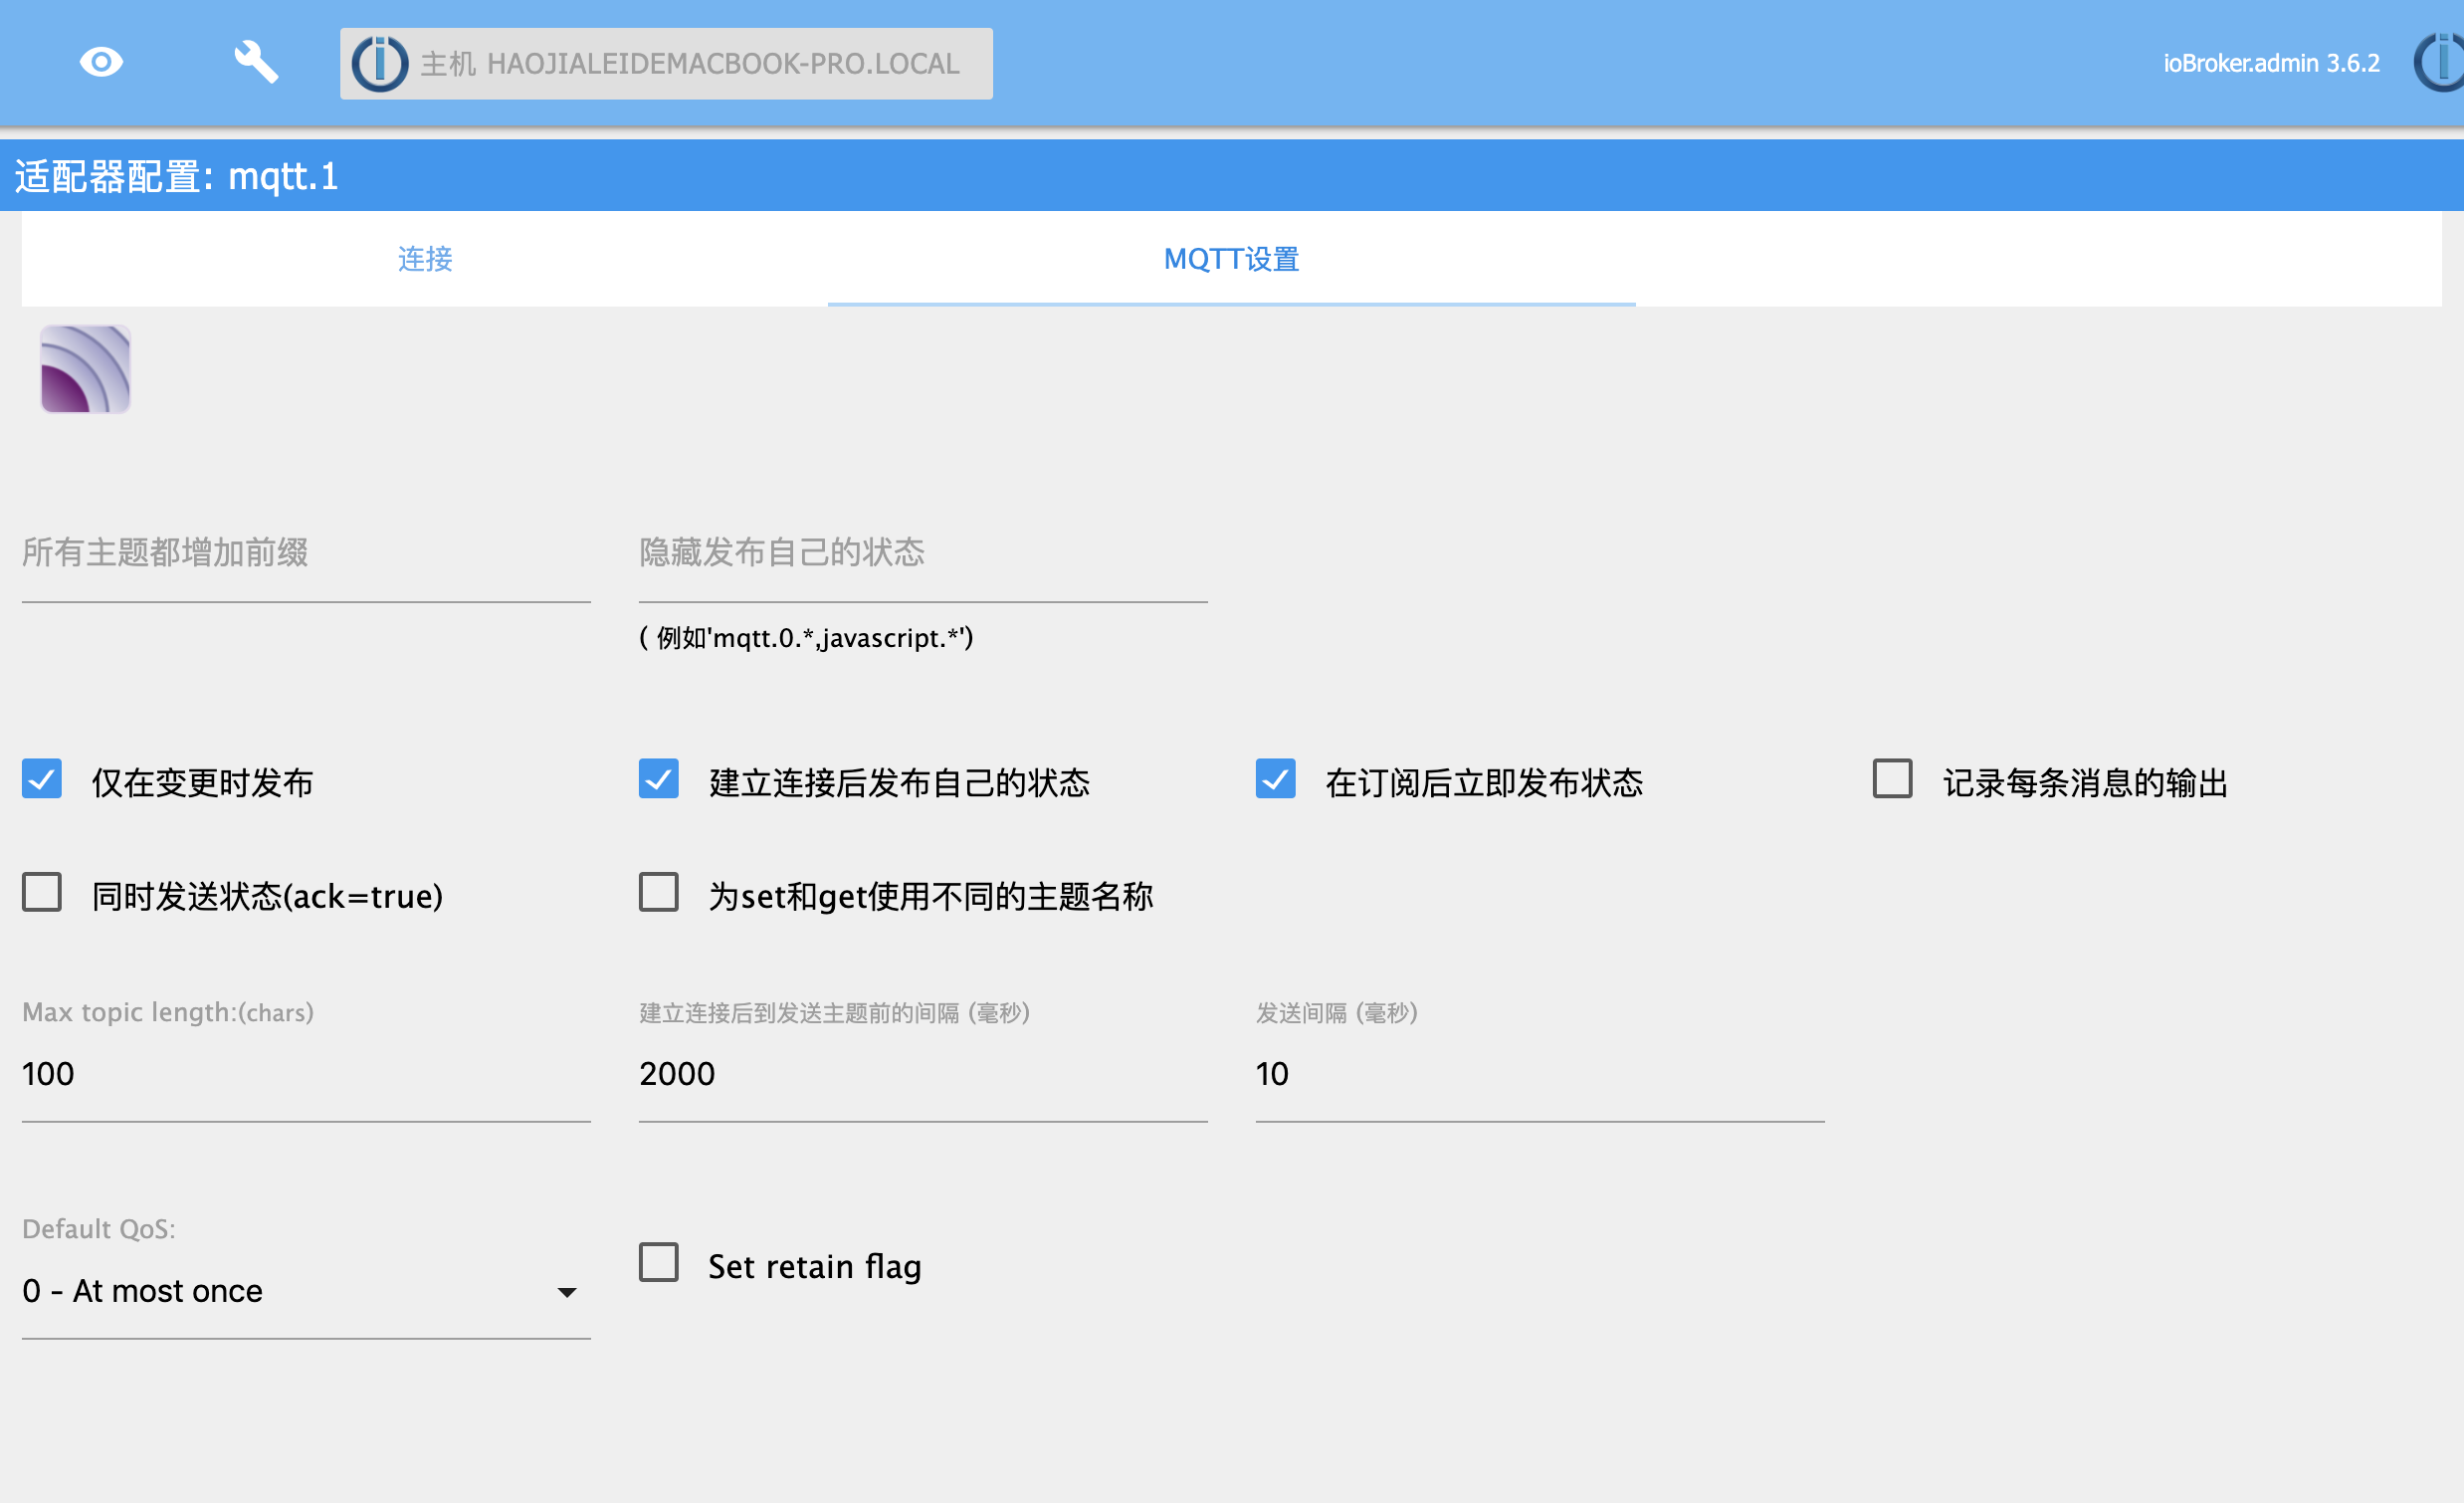 主机 HAOJIALEIDEMACBOOK-PRO.LOCAL
ioBroker.admin 3.6.2
适配器配置: mqtt.1
连接
MQTT设置
所有主题都增加前缀
隐藏发布自己的状态
( 例如'mqtt.0.*,javascript.*')
仅在变更时发布
建立连接后发布自己的状态
在订阅后立即发布状态
记录每条消息的输出
同时发送状态(ack=true)
为set和get使用不同的主题名称
Max topic length:(chars)
建立连接后到发送主题前的间隔 (毫秒)
发送间隔 (毫秒)
100
2000
10
Default QoS:
0 - At most once
Set retain flag